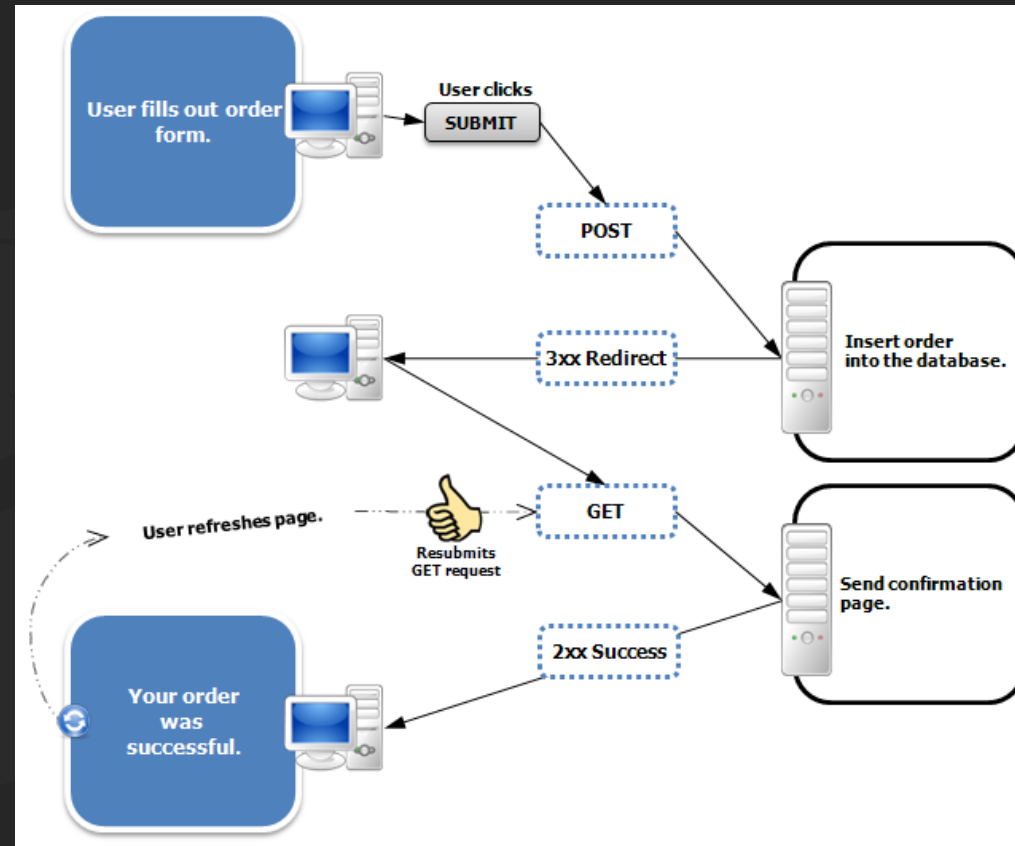 User fills out order
form.
User clicks
SUBMIT
POST
3xx Redirect
Insert order
into the database.
User refreshes page.
Resubmits
GET request
GET
Send confirmation
page.
2xx Success
Your order
was
successful.